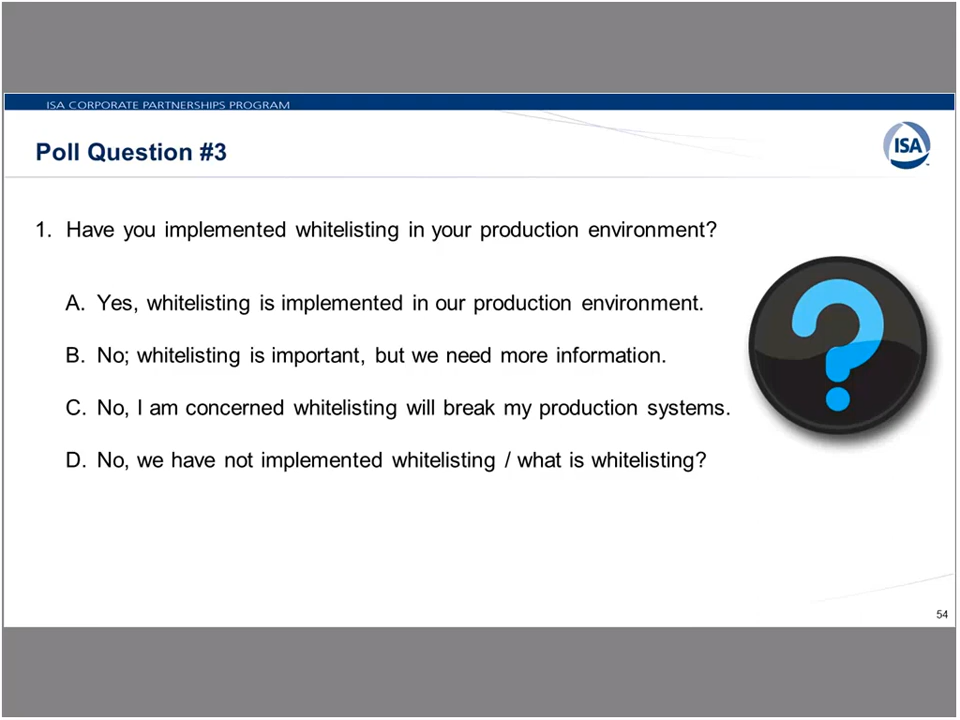 ISA CORPORATE PARTNERSHIPS PROGRAM
Poll Question #3
ISA
1. Have you implemented whitelisting in your production environment?
A. Yes, whitelisting is implemented in our production environment.
B. No; whitelisting is important, but we need more information.
C. No, I am concerned whitelisting will break my production systems.
D. No, we have not implemented whitelisting / what is whitelisting?
?
54